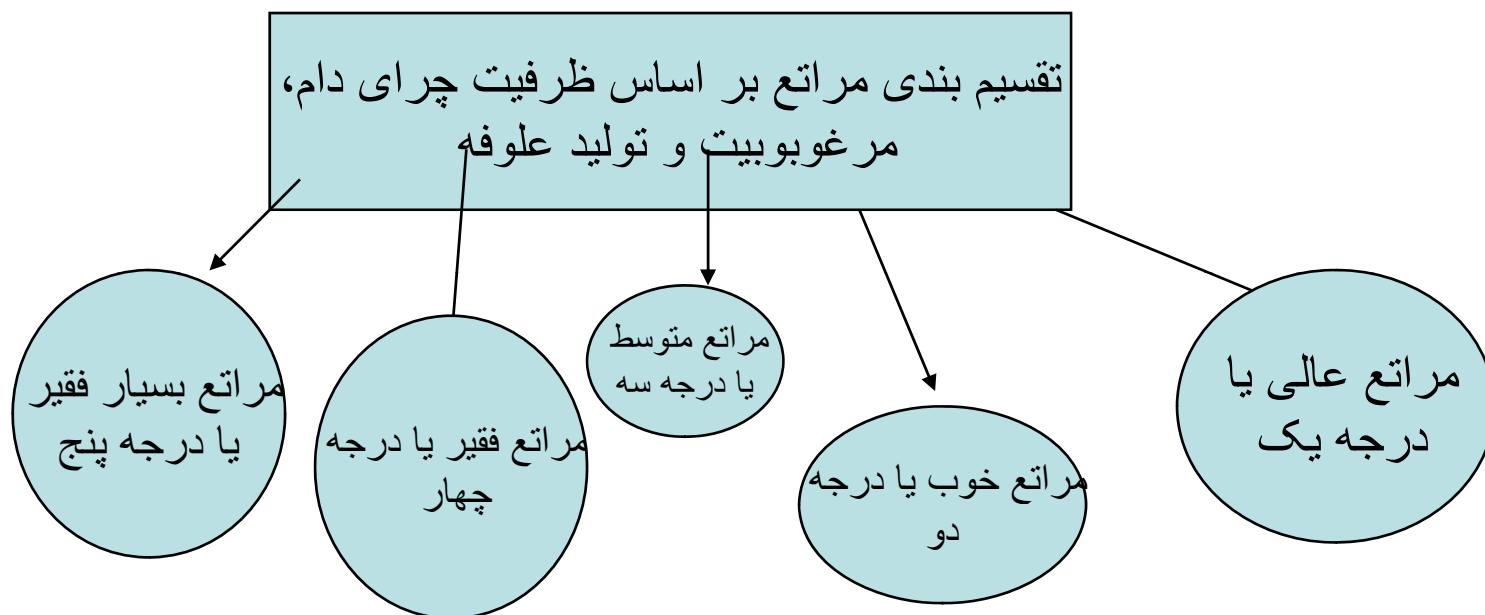 تقسیم بندی مراتع بر اساس ظرفیت چرای دام،
مرغوبوبیت و تولید علوفه
مراتع عالی یا
درجه یک
مراتع خوب یا درجه
دو
مراتع متوسط
یا درجه سه
مراتع فقیر یا درجه
چهار
مراتع بسیار فقیر
یا درجه پنج